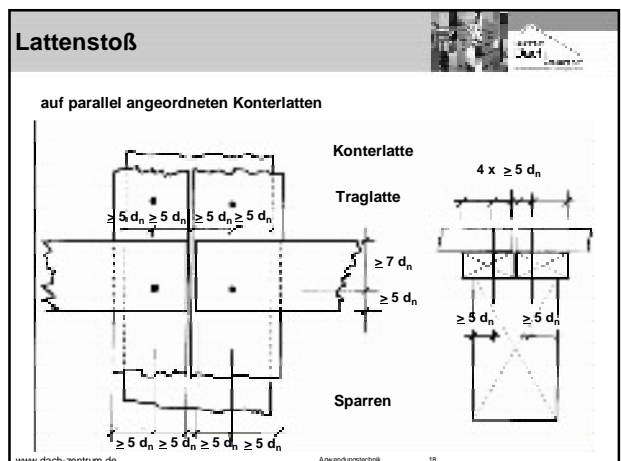 Lattenstoß
auf parallel angeordneten Konterlatten
Konterlatte
4 x ≥ 5 dn
Traglatte
≥ 5 dn ≥ 5 dn ≥ 5 dn ≥ 5 dn
≥ 7 dn
≥ 5 dn
≥ 5 dn ≥ 5 dn
Sparren
≥ 5 dn ≥ 5 dn ≥ 5 dn ≥ 5 dn
www.dach-zentrum.de Anwendungstechnik 18